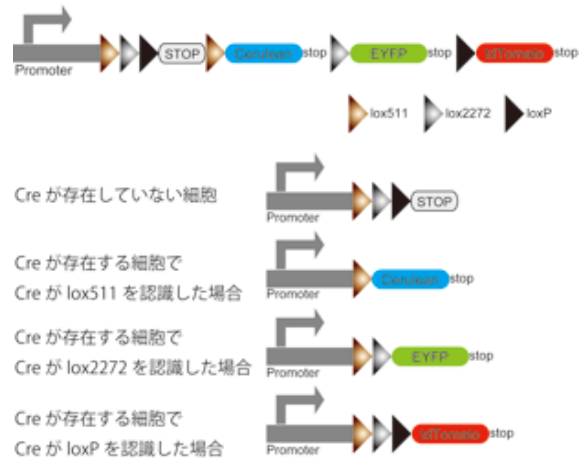 Promoter STOP Cerulean stop EYFP stop tdTomato stop
lox511 lox2272 loxP
Cre が存在していない細胞
Promoter STOP
Cre が存在する細胞で
Cre が lox511 を認識した場合
Promoter Cerulean stop
Cre が存在する細胞で
Cre が lox2272 を認識した場合
Promoter EYFP stop
Cre が存在する細胞で
Cre が loxP を認識した場合
Promoter tdTomato stop